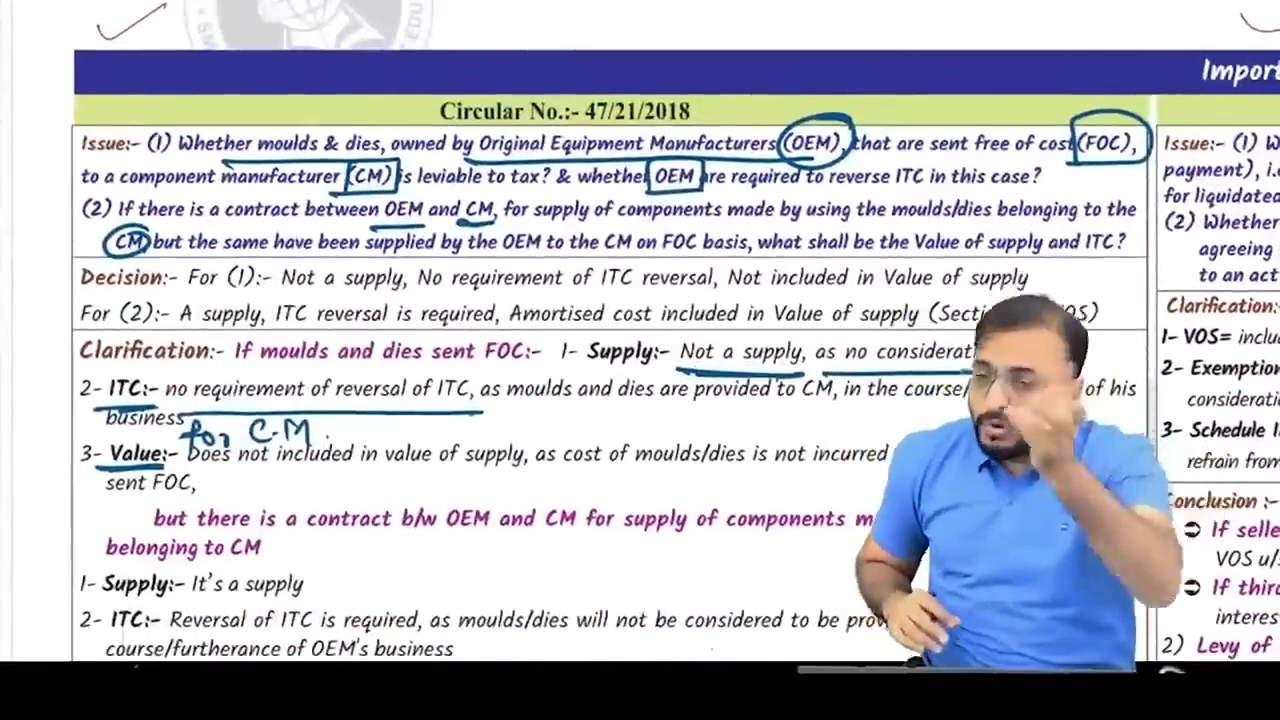 EDU
Import
Circular No.:- 47/21/2018
Issue:- (1) Whether moulds & dies, owned by Original Equipment Manufacturers (OEM), that are sent free of cost (FOC),
to a component manufacturer (CM) is leviable to tax? & whether OEM are required to reverse ITC in this case?
(2) If there is a contract between OEM and CM, for supply of components made by using the moulds/dies belonging to the
CM but the same have been supplied by the OEM to the CM on FOC basis, what shall be the Value of supply and ITC?
Decision:- For (1):- Not a supply, No requirement of ITC reversal, Not included in Value of supply
For (2):- A supply, ITC reversal is required, Amortised cost included in Value of supply
Clarification:- If moulds and dies sent FOC:- 1- Supply:- Not a supply, as no
2- ITC:- no requirement of reversal of ITC, as moulds and dies are provided to CM, in the course/ of his
business
for C.M.
3- Value:- Does not included in value of supply, as cost of moulds/dies is not incurred
sent FOC,
but there is a contract b/w OEM and CM for supply of components
belonging to CM
1- Supply:- It's a supply
2- ITC:- Reversal of ITC is required, as moulds/dies will not be considered to be
course/furtherance of OEM's business
Issue:- (1)
payment), i.
for liquidated
(2) Whether
agreeing
to an act
Clarification:
1- VOS=
2- Exemption
3- Schedule
refrain from
Conclusion :-
➲ If selle
VOS u/
➲ If third
interes
2) Levy of